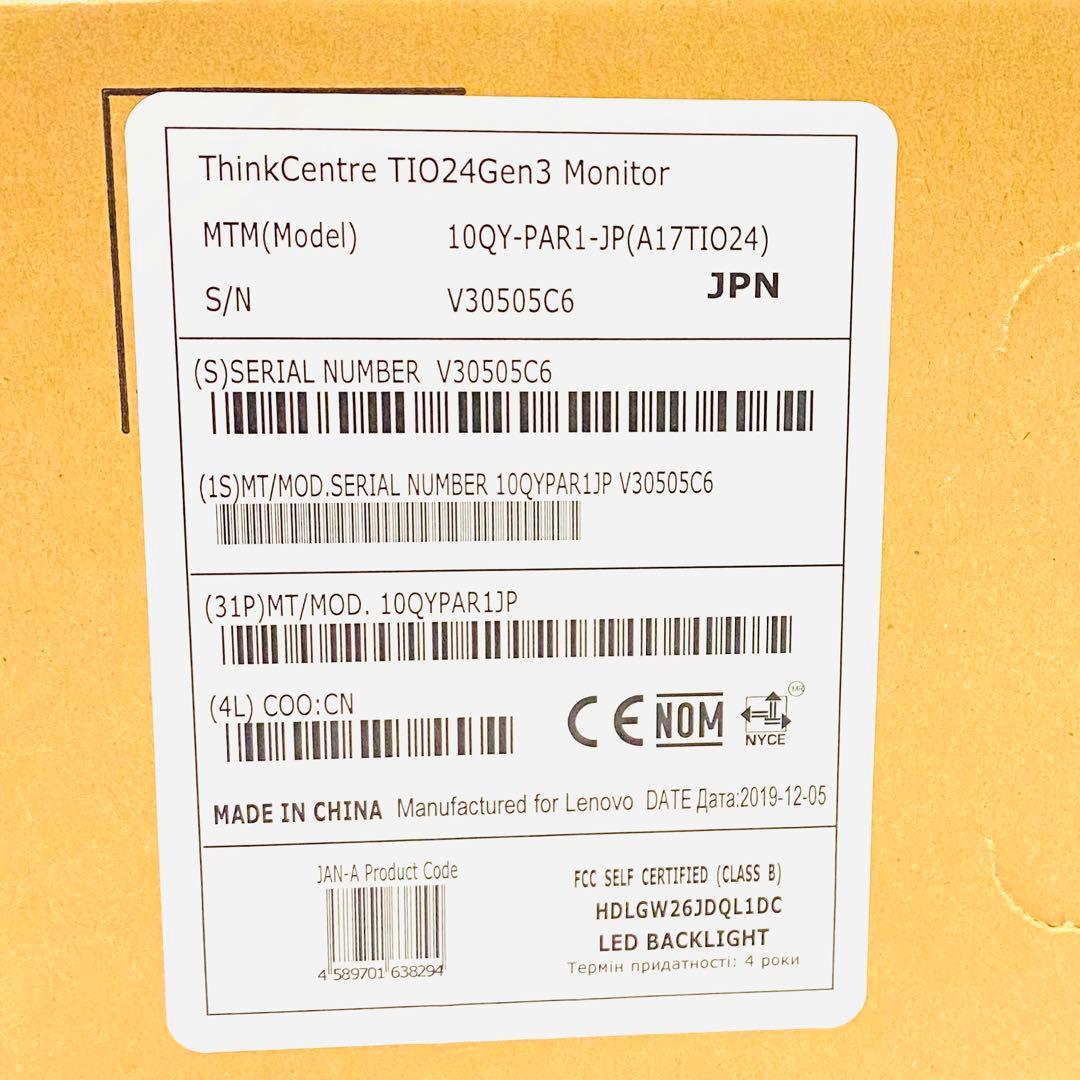 ThinkCentre TIO24Gen3 Monitor
MTM(Model) 10QY-PAR1-JP(A17TIO24)
S/N V30505C6 JPN
(S)SERIAL NUMBER V30505C6
(1S)MT/MOD.SERIAL NUMBER 10QYPAR1JP V30505C6
(31P)MT/MOD. 10QYPAR1JP
(4L) COO:CN
CE NOM NYCE MR
MADE IN CHINA Manufactured for Lenovo DATE Дата:2019-12-05
JAN-A Product Code
4 589701 638294
FCC SELF CERTIFIED (CLASS B)
HDLGW26JDQL1DC
LED BACKLIGHT
Термін придатності: 4 роки